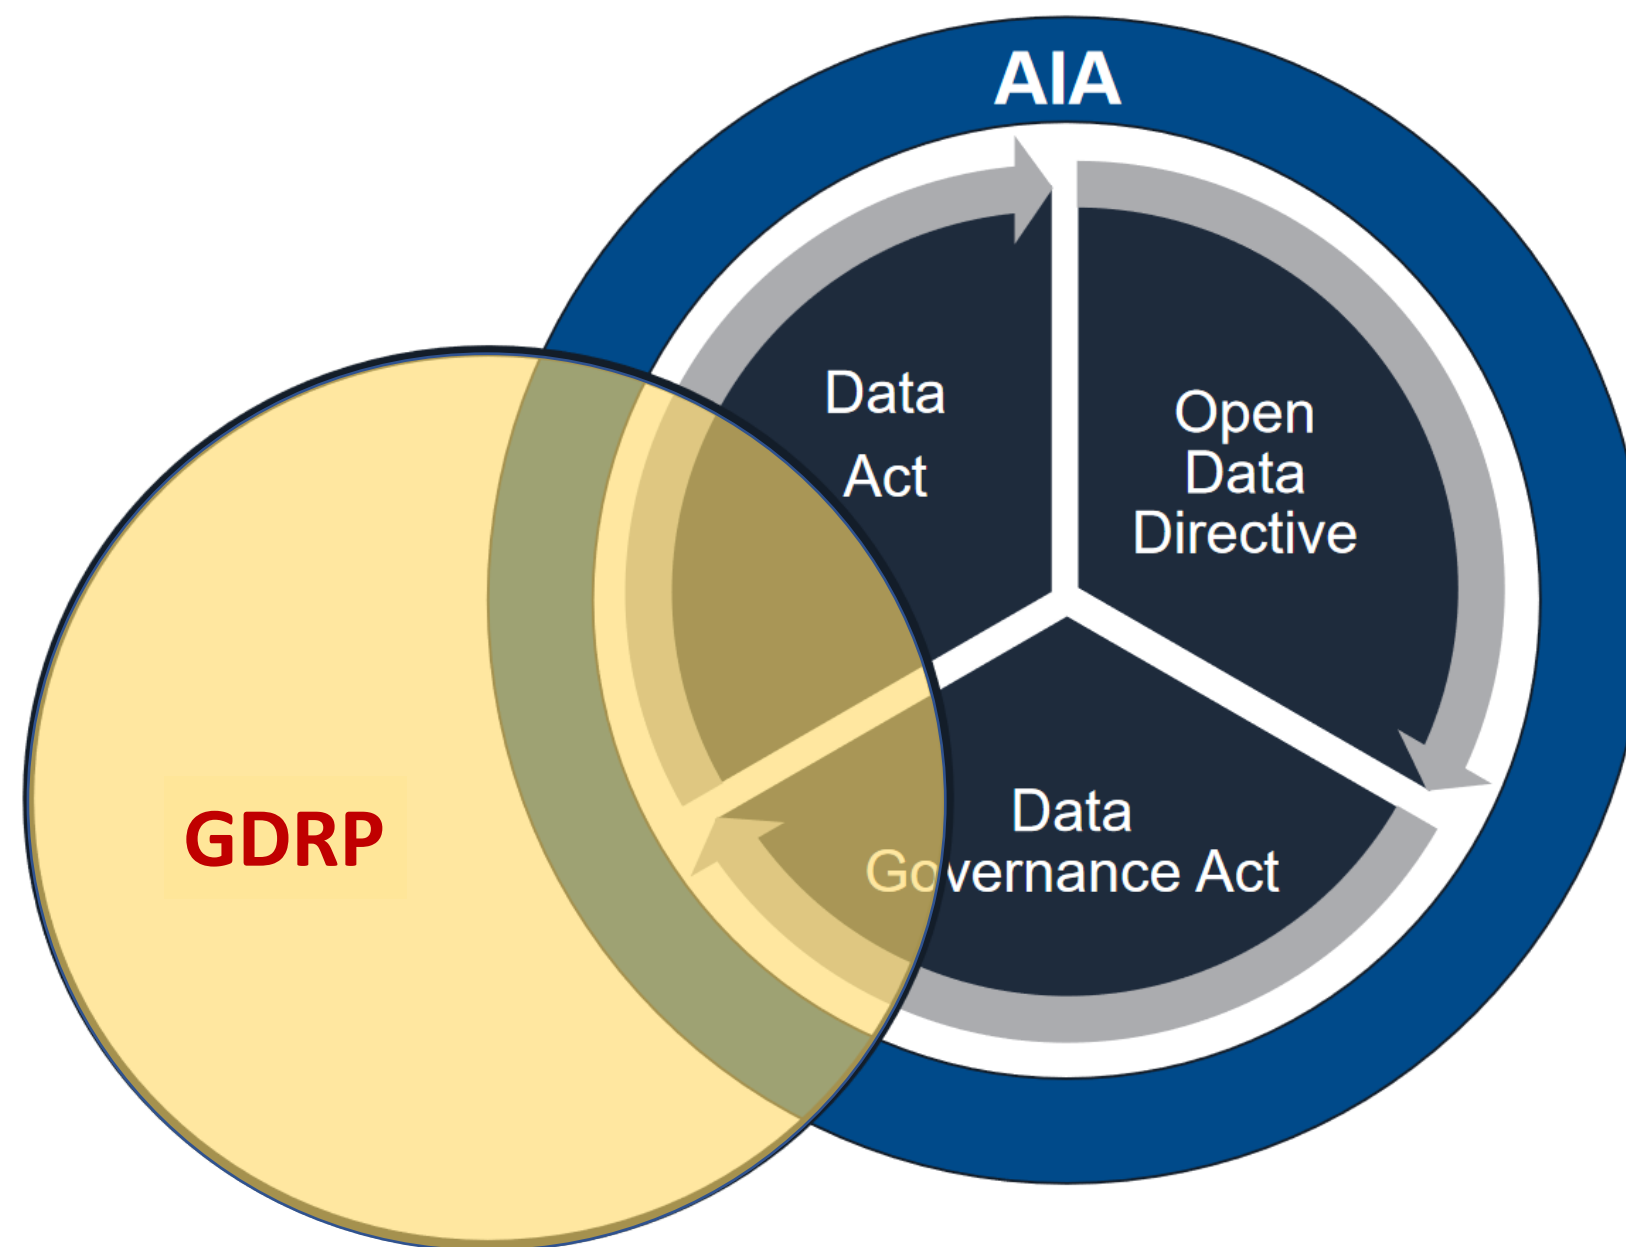 AIA
Data
Act
Open
Data
Directive
GDRP
Data
Governance Act